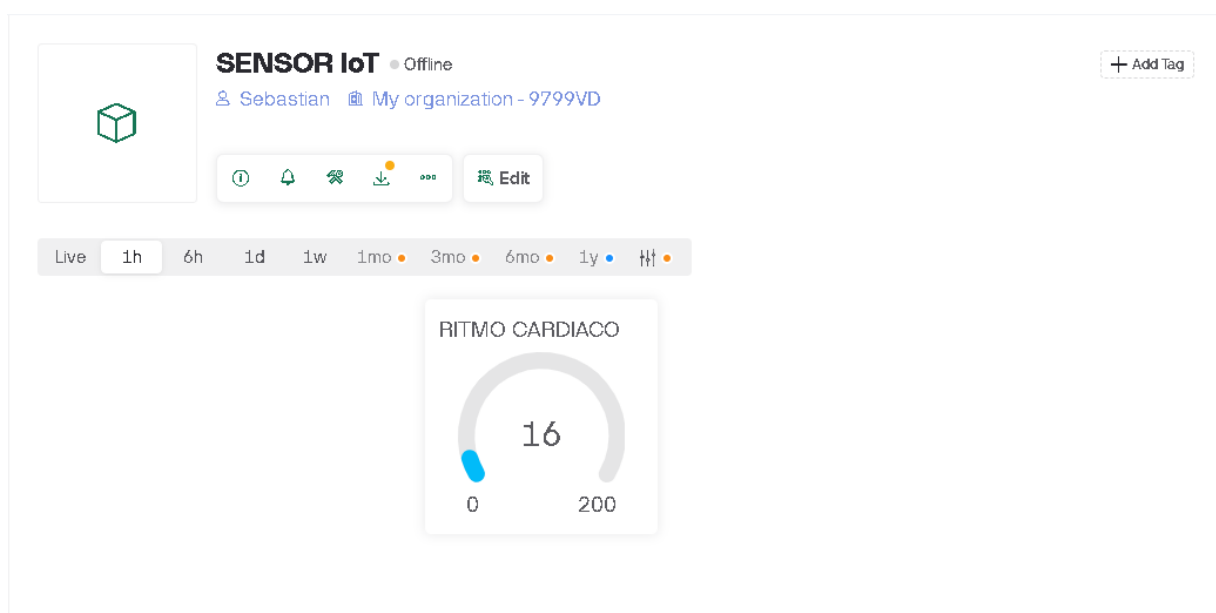 SENSOR IoT Offline
Add Tag
Sebastian My organization - 9799VD
Edit
Live 1h 6h 1d 1w 1mo 3mo 6mo 1y
RITMO CARDIACO
16
0 200